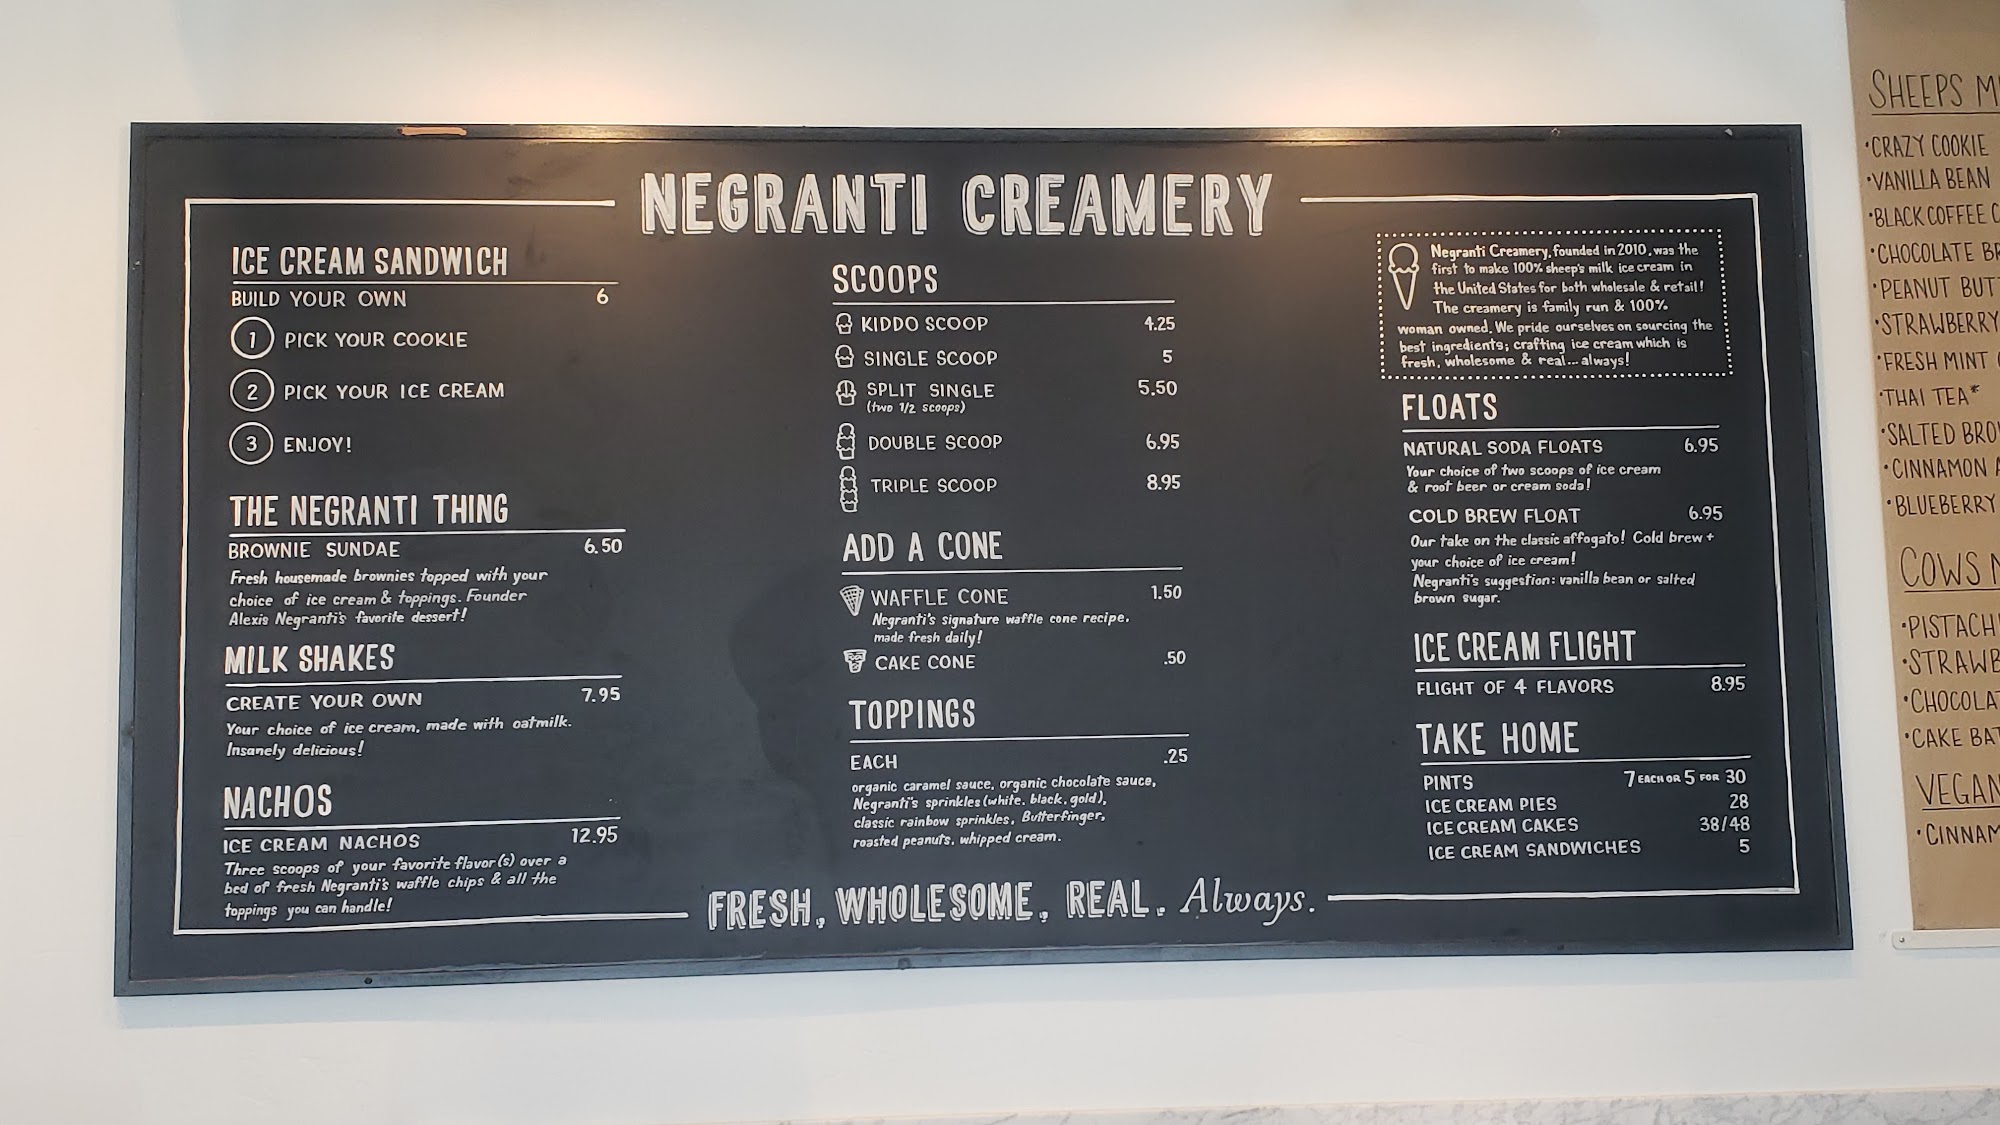 NEGRANTI CREAMERY
ICE CREAM SANDWICH
BUILD YOUR OWN 6
1 PICK YOUR COOKIE
2 PICK YOUR ICE CREAM
3 ENJOY!
THE NEGRANTI THING
BROWNIE SUNDAE 6.50
Fresh housemade brownies topped with your
choice of ice cream & toppings. Founder
Alexis Negranti's favorite dessert!
MILK SHAKES
CREATE YOUR OWN 7.95
Your choice of ice cream, made with oatmilk.
Insanely delicious!
NACHOS
ICE CREAM NACHOS 12.95
Three scoops of your favorite flavor(s) over a
bed of fresh Negranti's waffle chips & all the
toppings you can handle!
SCOOPS
KIDDO SCOOP 4.25
SINGLE SCOOP 5
SPLIT SINGLE 5.50
(two 1/2 scoops)
DOUBLE SCOOP 6.95
TRIPLE SCOOP 8.95
ADD A CONE
WAFFLE CONE 1.50
Negranti's signature waffle cone recipe,
made fresh daily!
CAKE CONE .50
TOPPINGS
EACH .25
organic caramel sauce, organic chocolate sauce,
Negranti's sprinkles (white, black, gold),
classic rainbow sprinkles, Butterfinger,
roasted peanuts, whipped cream.
Negranti Creamery, founded in 2010, was the
first to make 100% sheep's milk ice cream in
the United States for both wholesale & retail!
The creamery is family run & 100%
woman owned. We pride ourselves on sourcing the
best ingredients; crafting ice cream which is
fresh, wholesome & real... always!
FLOATS
NATURAL SODA FLOATS 6.95
Your choice of two scoops of ice cream
& root beer or cream soda!
COLD BREW FLOAT 6.95
Our take on the classic affogato! Cold brew +
your choice of ice cream!
Negranti's suggestion: vanilla bean or salted
brown sugar.
ICE CREAM FLIGHT
FLIGHT OF 4 FLAVORS 8.95
TAKE HOME
PINTS 7 EACH OR 5 FOR 30
ICE CREAM PIES 28
ICE CREAM CAKES 38/48
ICE CREAM SANDWICHES 5
FRESH, WHOLESOME, REAL. Always.
SHEEPS
•CRAZY COOKIE
•VANILLA BEAN
•BLACK COFFEE
•CHOCOLATE
•PEANUT
•STRAWBERRY
•FRESH MINT
•THAI TEA*
•SALTED
•CINNAMON
•BLUEBERRY
COWS
•CAKE
VEGAN